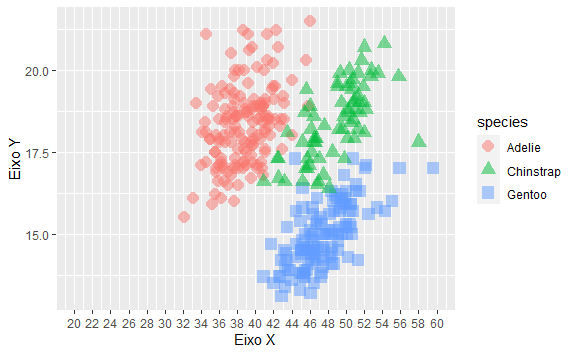 Eixo Y
20.0
17.5
15.0
20 22 24 26 28 30 32 34 36 38 40 42 44 46 48 50 52 54 56 58 60
Eixo X
species
Adelie
Chinstrap
Gentoo